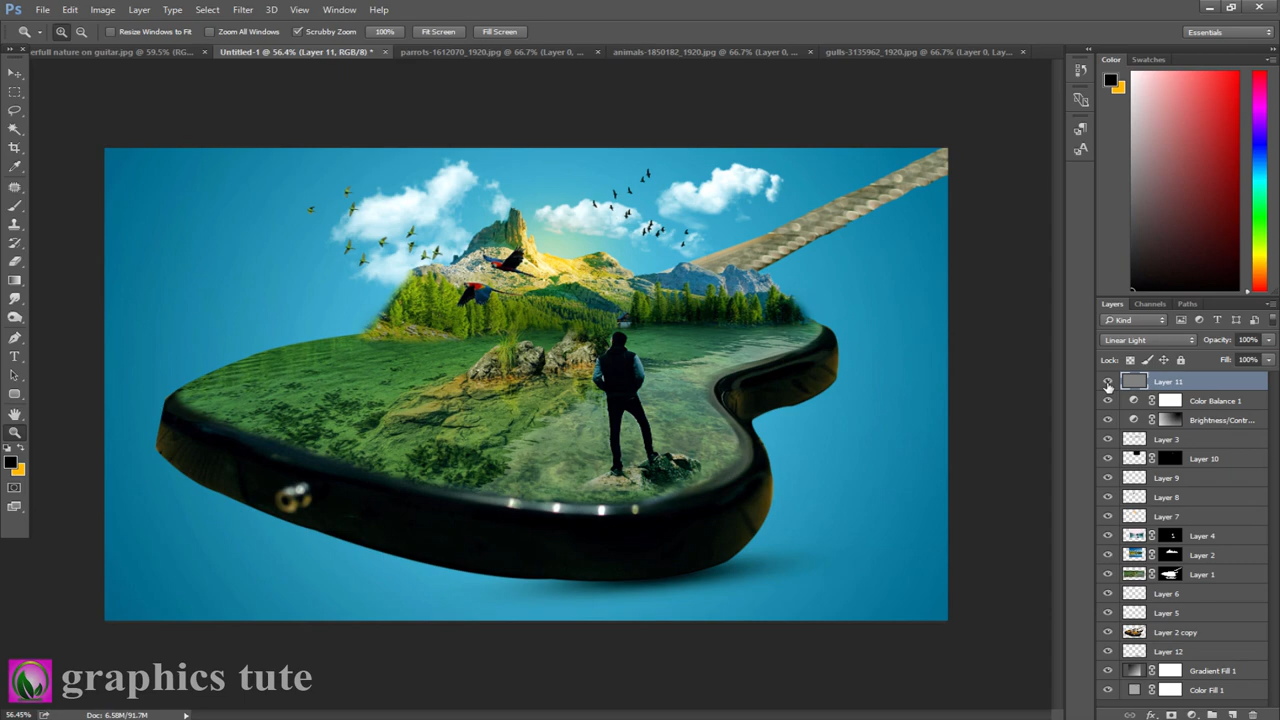 Ps File Edit Image Layer Type Select Filter 3D View Window Help
Resize Windows to Fit Zoom All Windows Scrubby Zoom 100% Fit Screen Fill Screen Essentials
erfull nature on guitar.jpg @ 59.5% (RG... × Untitled-1 @ 56.4% (Layer 11, RGB/8) * × parrots-1612070_1920.jpg @ 66.7% (Layer 0, ... × animals-1850182_1920.jpg @ 66.7% (Layer 0, ... × gulls-3135962_1920.jpg @ 66.7% (Layer 0, Lay... ×
Color Swatches
Layers Channels Paths
Kind
Linear Light Opacity: 100%
Lock: Fill: 100%
Layer 11
Color Balance 1
Brightness/Contr...
Layer 3
Layer 10
Layer 9
Layer 8
Layer 7
Layer 4
Layer 2
Layer 1
Layer 6
Layer 5
Layer 2 copy
Layer 12
Gradient Fill 1
Color Fill 1
graphics tute
56.45% Doc: 6.58M/91.7M